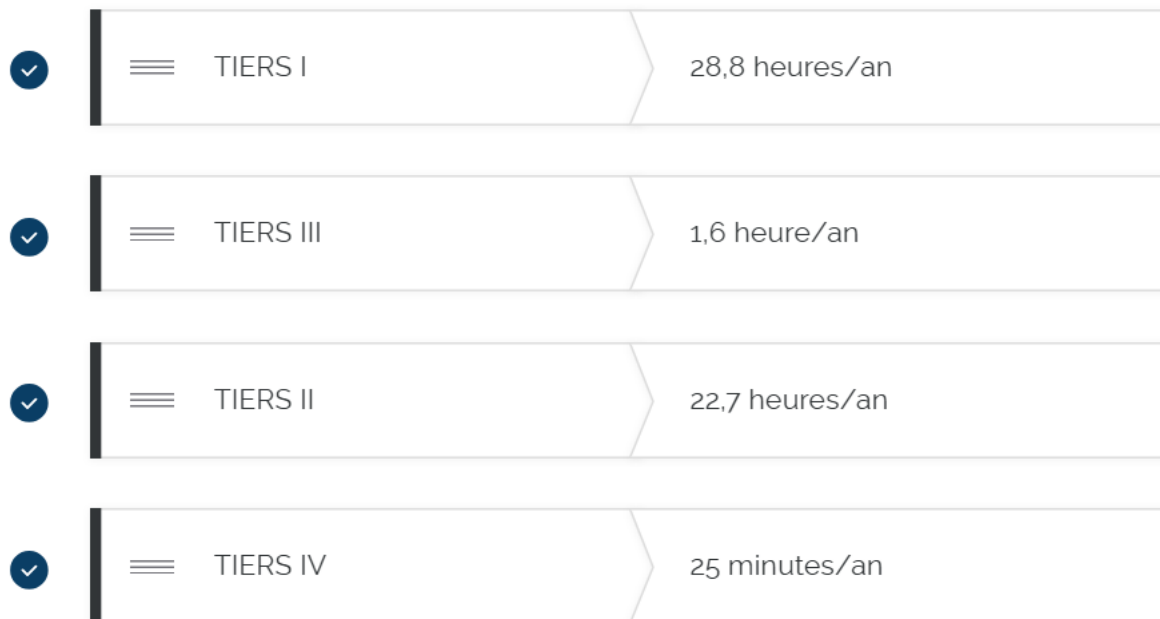 TIERS I
28,8 heures/an
TIERS III
1,6 heure/an
TIERS II
22,7 heures/an
TIERS IV
25 minutes/an